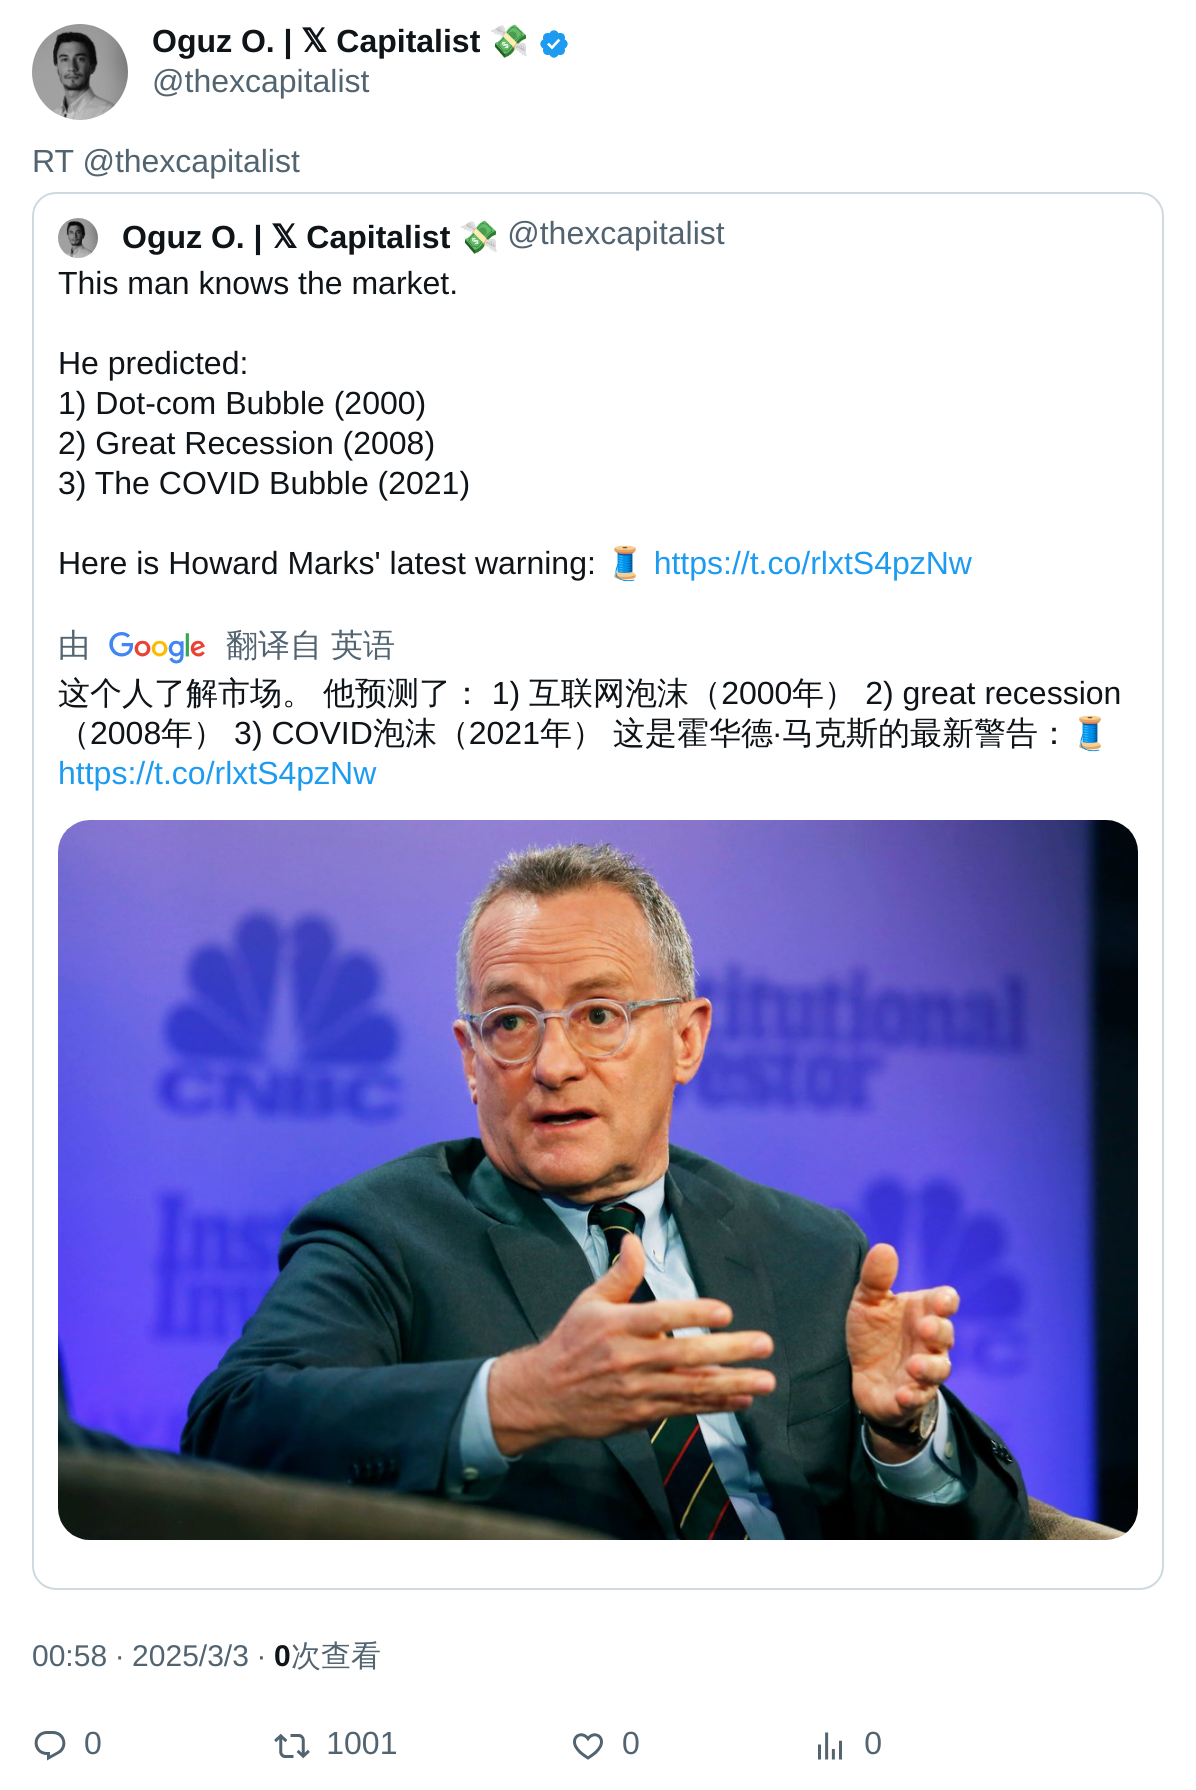 Oguz O. | 𝕏 Capitalist 💸
@thexcapitalist
RT @thexcapitalist
Oguz O. | 𝕏 Capitalist 💸 @thexcapitalist
This man knows the market.
He predicted:
1) Dot-com Bubble (2000)
2) Great Recession (2008)
3) The COVID Bubble (2021)
Here is Howard Marks' latest warning: 🧵 https://t.co/rlxtS4pzNw
由 Google 翻译自 英语
这个人了解市场。 他预测了： 1) 互联网泡沫（2000年） 2) great recession
（2008年） 3) COVID泡沫（2021年） 这是霍华德·马克斯的最新警告：🧵
https://t.co/rlxtS4pzNw
CNBC
titutional
estor
Inst
Inv
C
00:58 · 2025/3/3 · 0次查看
0 1001 0 0